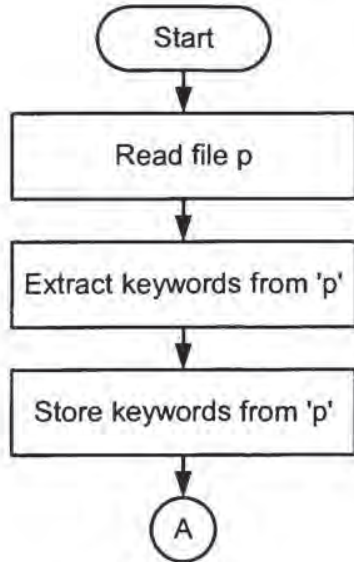 Start
Read file p
Extract keywords from 'p'
Store keywords from 'p'
A